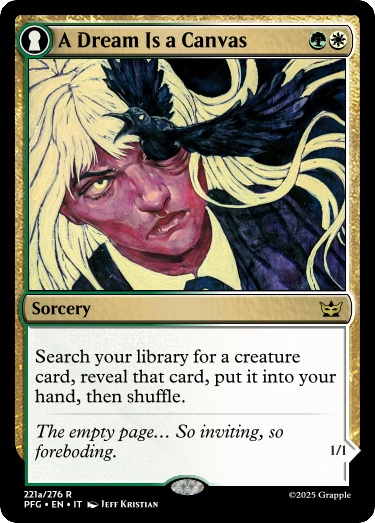 A Dream Is a Canvas
Sorcery
Search your library for a creature
card, reveal that card, put it into your
hand, then shuffle.
The empty page… So inviting, so
foreboding.
1/1
221a/276 R
PFG • EN • IT Jeff Kristian
©2025 Grapple